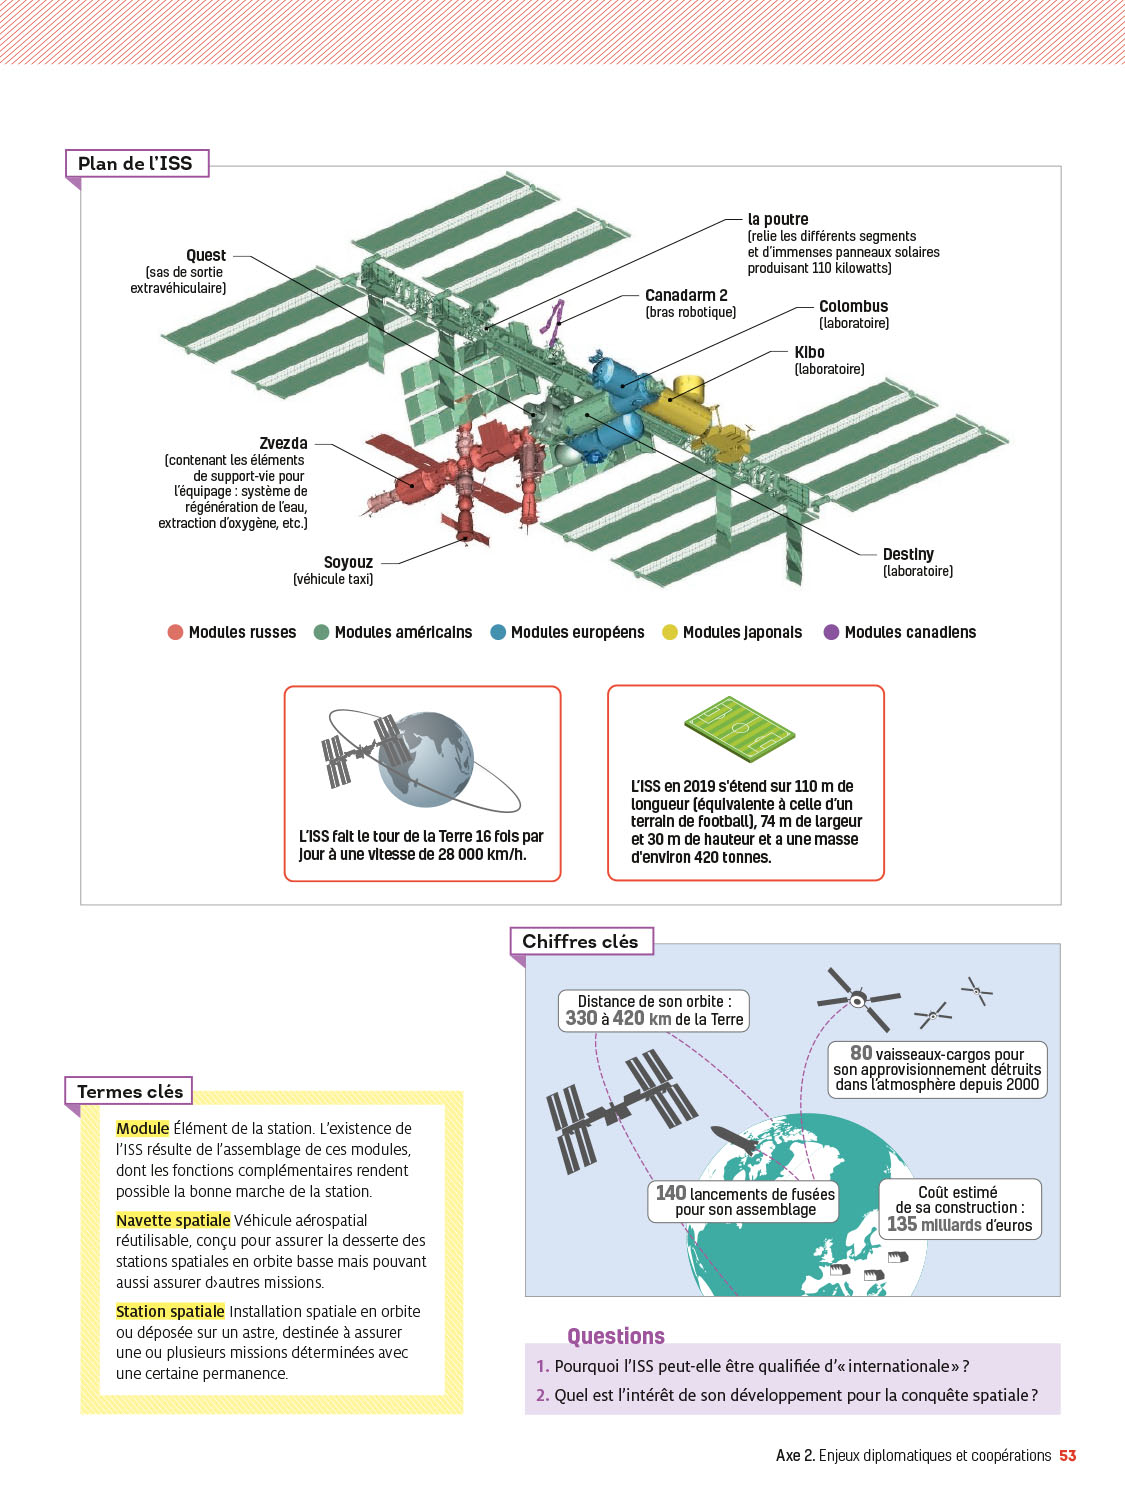 Plan de l'ISS
Quest
(sas de sortie
extravéhiculaire)
la poutre
(relie les différents segments
et d'immenses panneaux solaires
produisant 110 kilowatts)
Canadarm 2
(bras robotique)
Colombus
(laboratoire)
Kibo
(laboratoire)
Zvezda
(contenant les éléments
de support-vie pour
l'équipage : système de
régénération de l'eau,
extraction d'oxygène, etc.)
Soyouz
(véhicule taxi)
Destiny
(laboratoire)
Modules russes
Modules américains
Modules européens
Modules japonais
Modules canadiens
L'ISS fait le tour de la Terre 16 fois par
jour à une vitesse de 28 000 km/h.
L'ISS en 2019 s'étend sur 110 m de
longueur (équivalente à celle d'un
terrain de football), 74 m de largeur
et 30 m de hauteur et a une masse
d'environ 420 tonnes.
Termes clés
Module Élément de la station. L'existence de
l'ISS résulte de l'assemblage de ces modules,
dont les fonctions complémentaires rendent
possible la bonne marche de la station.
Navette spatiale Véhicule aérospatial
réutilisable, conçu pour assurer la desserte des
stations spatiales en orbite basse mais pouvant
aussi assurer d›autres missions.
Station spatiale Installation spatiale en orbite
ou déposée sur un astre, destinée à assurer
une ou plusieurs missions déterminées avec
une certaine permanence.
Chiffres clés
Distance de son orbite :
330 à 420 km de la Terre
80 vaisseaux-cargos pour
son approvisionnement détruits
dans l'atmosphère depuis 2000
140 lancements de fusées
pour son assemblage
Coût estimé
de sa construction :
135 milliards d'euros
Questions
1. Pourquoi l'ISS peut-elle être qualifiée d'« internationale » ?
2. Quel est l'intérêt de son développement pour la conquête spatiale ?
Axe 2. Enjeux diplomatiques et coopérations 53